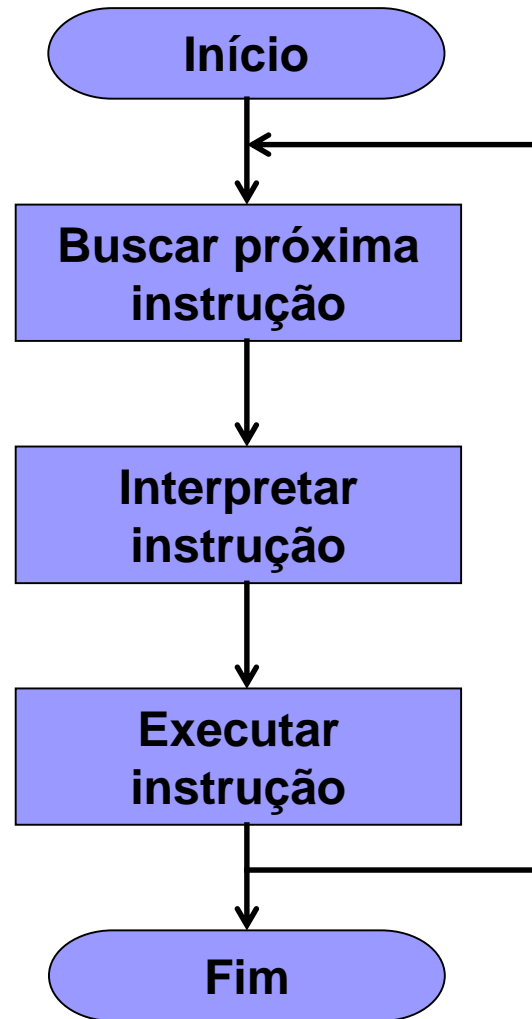 Início
Buscar próxima
instrução
Interpretar
instrução
Executar
instrução
Fim